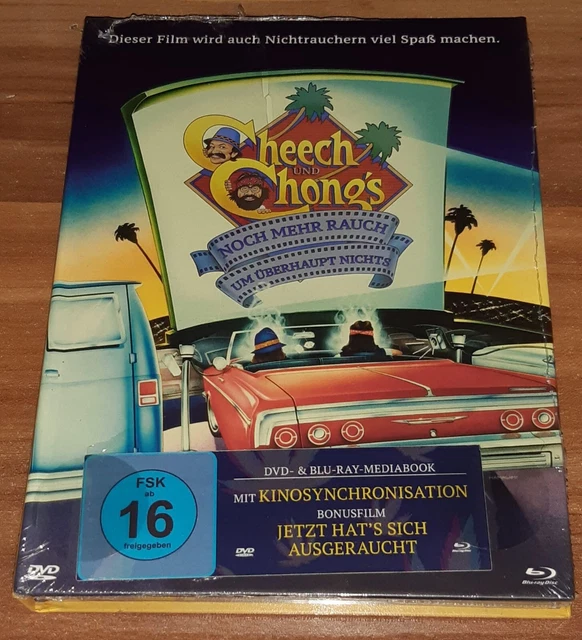 Dieser Film wird auch Nichtrauchern viel Spaß machen.
Cheech
UND
Chong's
NOCH MEHR RAUCH
UM ÜBERHAUPT NICHTS
DVD- & BLU-RAY-MEDIABOOK
MIT KINOSYNCHRONISATION
BONUSFILM
JETZT HAT'S SICH
AUSGERAUCHT
FSK
ab
16
freigegeben
DVD
Blu-ray Disc